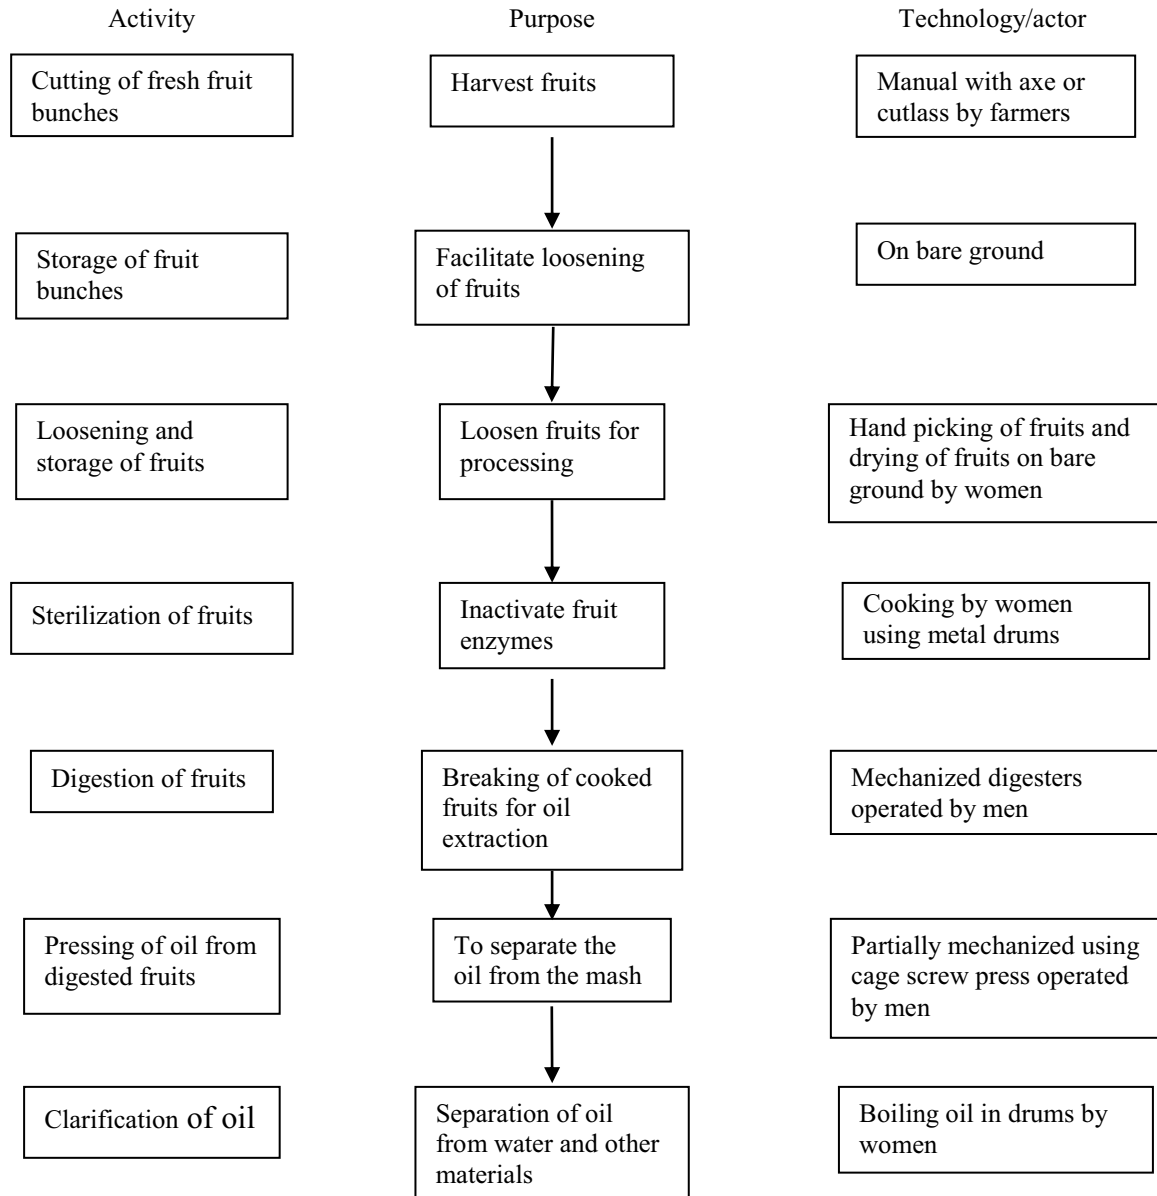 Activity
Purpose
Technology/actor
Cutting of fresh fruit
bunches
Harvest fruits
Manual with axe or
cutlass by farmers
Storage of fruit
bunches
Facilitate loosening
of fruits
On bare ground
Loosening and
storage of fruits
Loosen fruits for
processing
Hand picking of fruits and
drying of fruits on bare
ground by women
Sterilization of fruits
Inactivate fruit
enzymes
Cooking by women
using metal drums
Digestion of fruits
Breaking of cooked
fruits for oil
extraction
Mechanized digesters
operated by men
Pressing of oil from
digested fruits
To separate the
oil from the mash
Partially mechanized using
cage screw press operated
by men
Clarification of oil
Separation of oil
from water and other
materials
Boiling oil in drums by
women